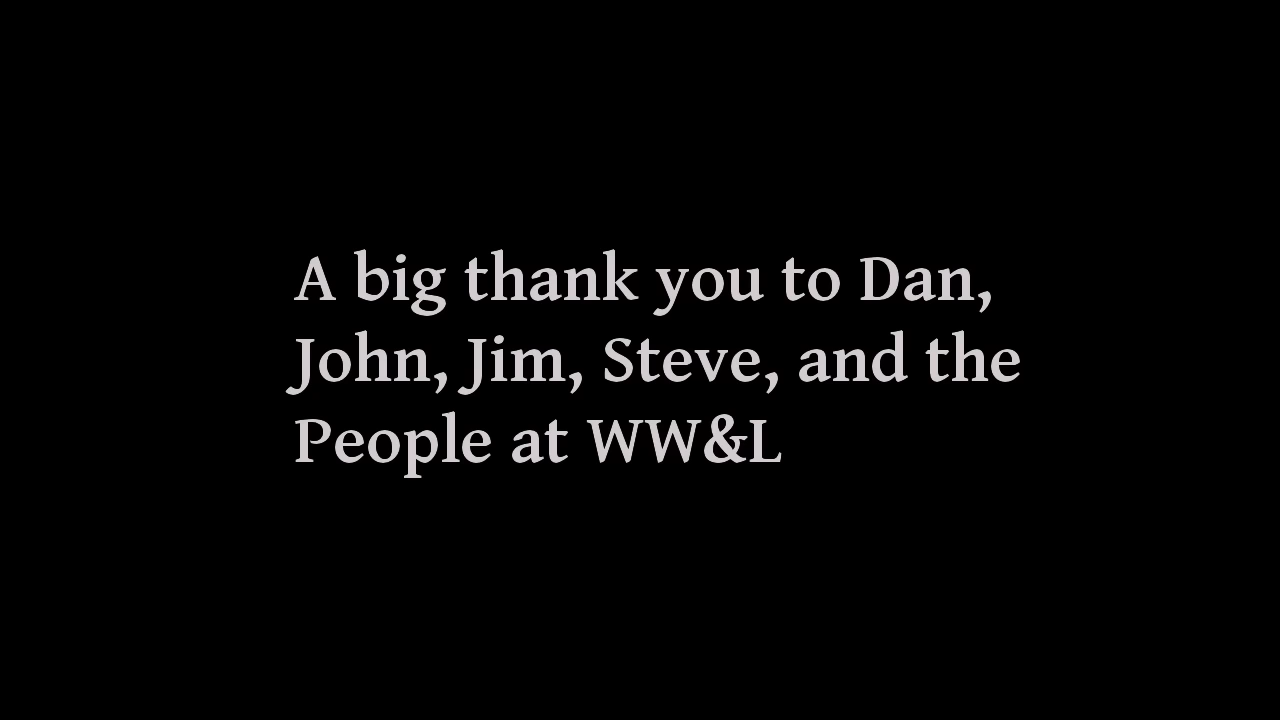 A big thank you to Dan,
John, Jim, Steve, and the
People at WW&L